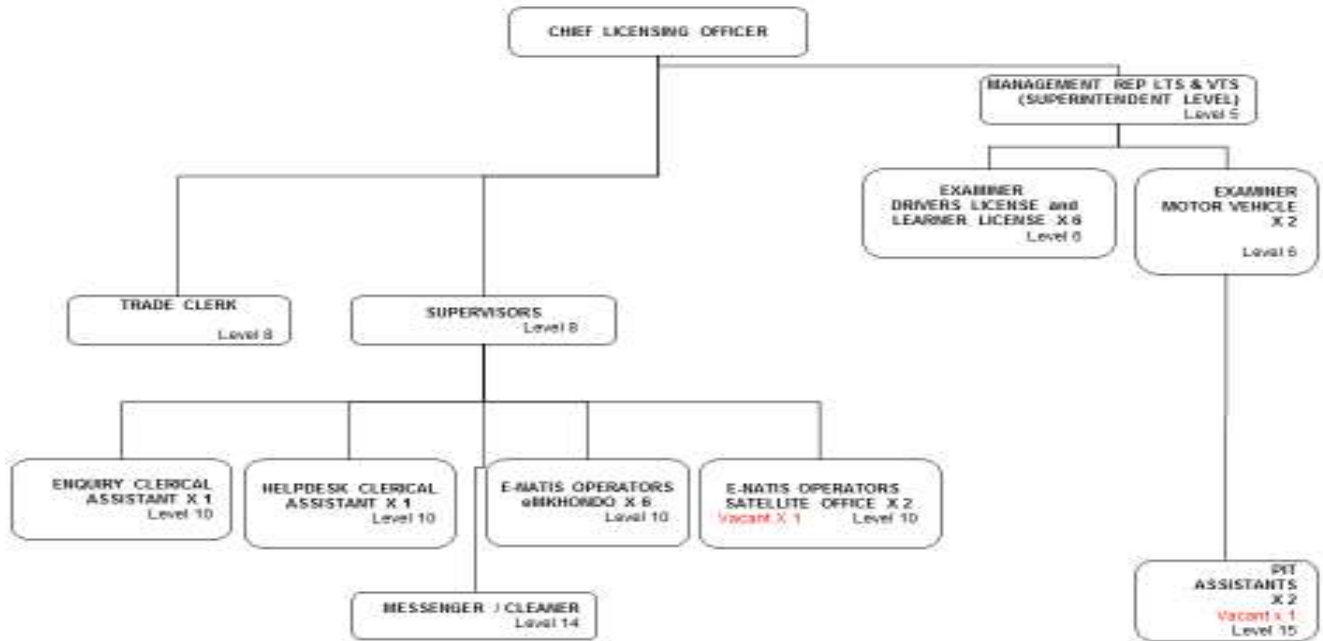 CHIEF LICENSING OFFICER
MANAGEMENT REP LTS & VTS
(SUPERINTENDENT LEVEL)
Level 5
EXAMINER
DRIVERS LICENSE and
LEARNER LICENSE X 6
Level 6
EXAMINER
MOTOR VEHICLE
X 2
Level 6
TRADE CLERK
Level 8
SUPERVISORS
Level 8
ENQUIRY CLERICAL
ASSISTANT X 1
Level 10
HELPDESK CLERICAL
ASSISTANT X 1
Level 10
E-NATIS OPERATORS
eMKHONDO X 6
Level 10
E-NATIS OPERATORS
SATELLITE OFFICE X 2
Vacant X 1 Level 10
MESSENGER / CLEANER
Level 14
PIT
ASSISTANTS
X 2
Vacant x 1
Level 15